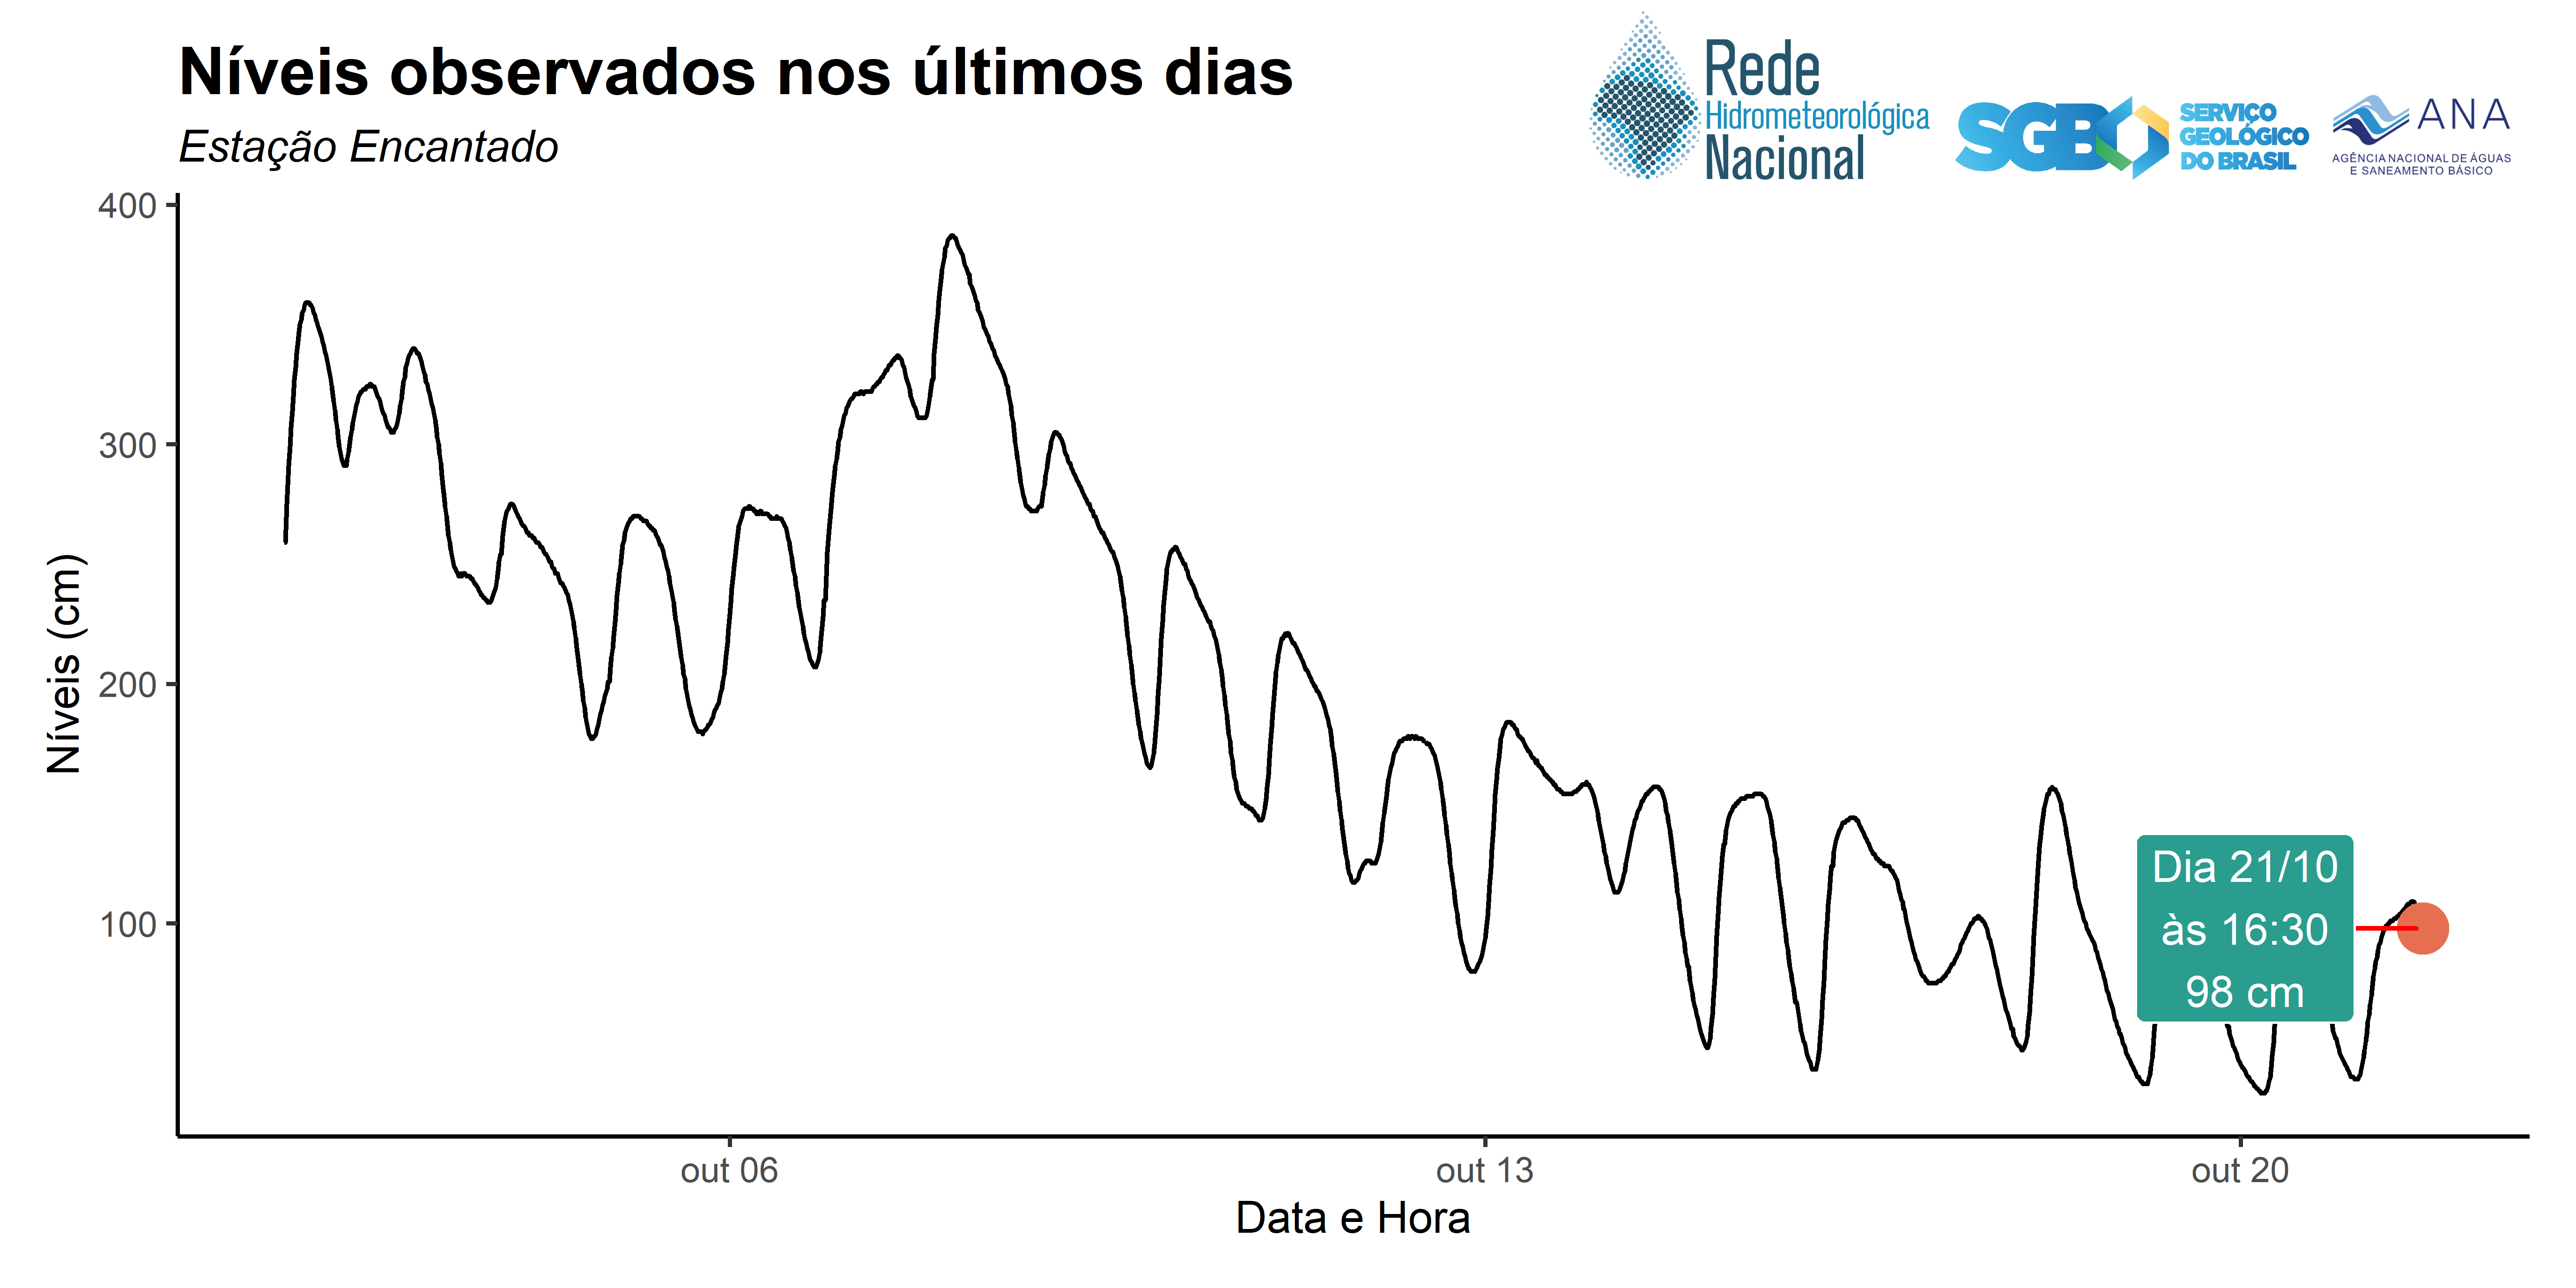 Níveis observados nos últimos dias
Estação Encantado
Rede
Hidrometeorológica
Nacional
SGB
SERVIÇO
GEOLÓGICO
DO BRASIL
ANA
AGÊNCIA NACIONAL DE ÁGUAS
E SANEAMENTO BÁSICO
400
300
200
100
Níveis (cm)
Dia 21/10
às 16:30
98 cm
out 06
out 13
out 20
Data e Hora